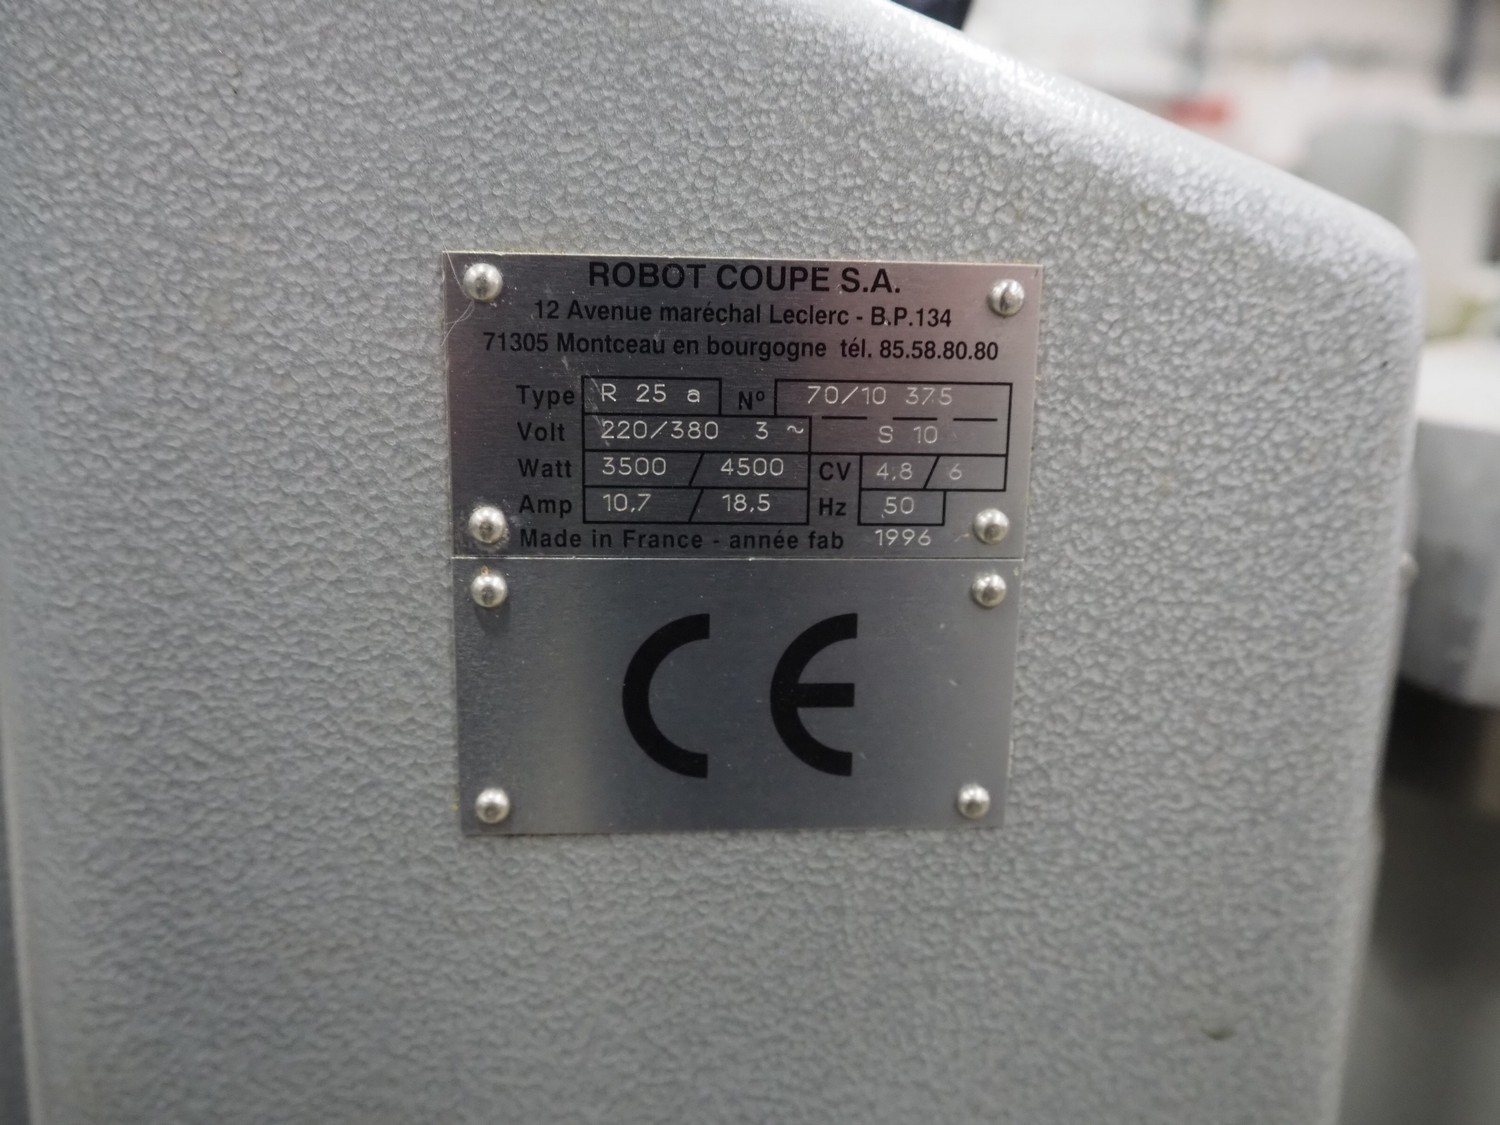 ROBOT COUPE S.A.
12 Avenue maréchal Leclerc - B.P.134
71305 Montceau en bourgogne tél. 85.58.80.80
Type R 25 a Nº 70/10 375
Volt 220/380 3 ~ S 10
Watt 3500 / 4500 CV 4,8 / 6
Amp 10,7 / 18,5 Hz 50
Made in France - année fab 1996
CE